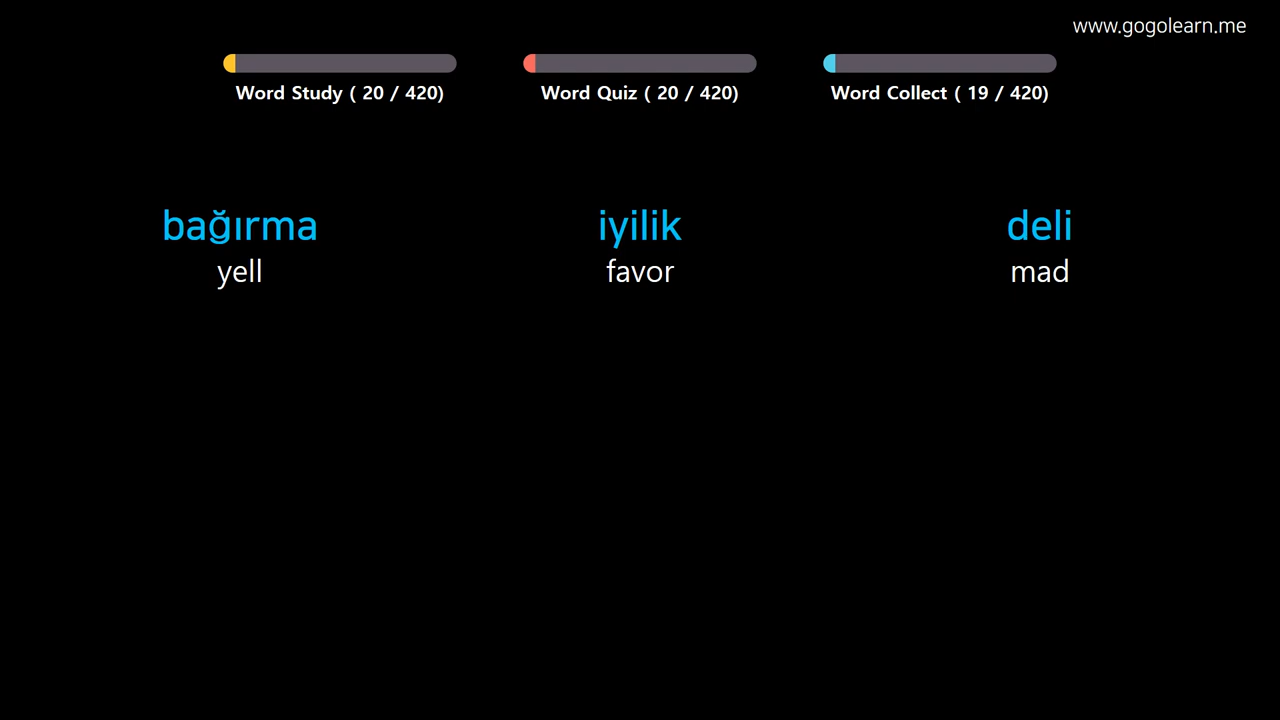 www.gogolearn.me
Word Study ( 20 / 420)
Word Quiz ( 20 / 420)
Word Collect ( 19 / 420)
bağırma
yell
iyilik
favor
deli
mad